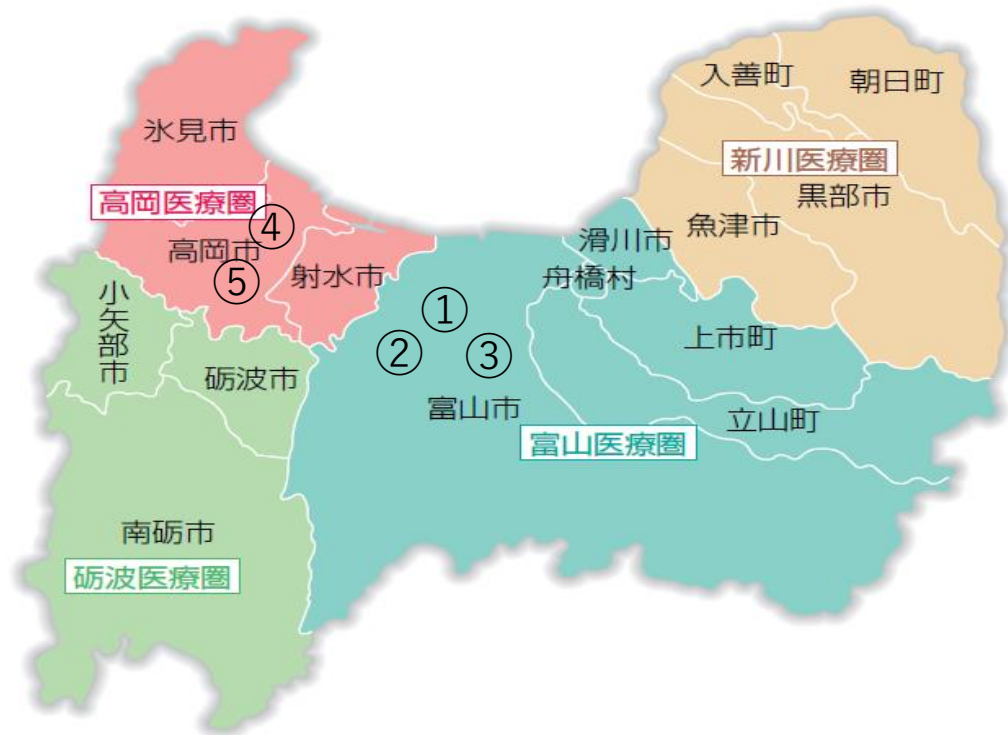 入善町
朝日町
氷見市
新川医療圏
高岡医療圏
黒部市
④
滑川市
魚津市
高岡市
⑤
射水市
舟橋村
小矢部市
①
上市町
②
③
砺波市
富山市
立山町
富山医療圏
南砺市
砺波医療圏